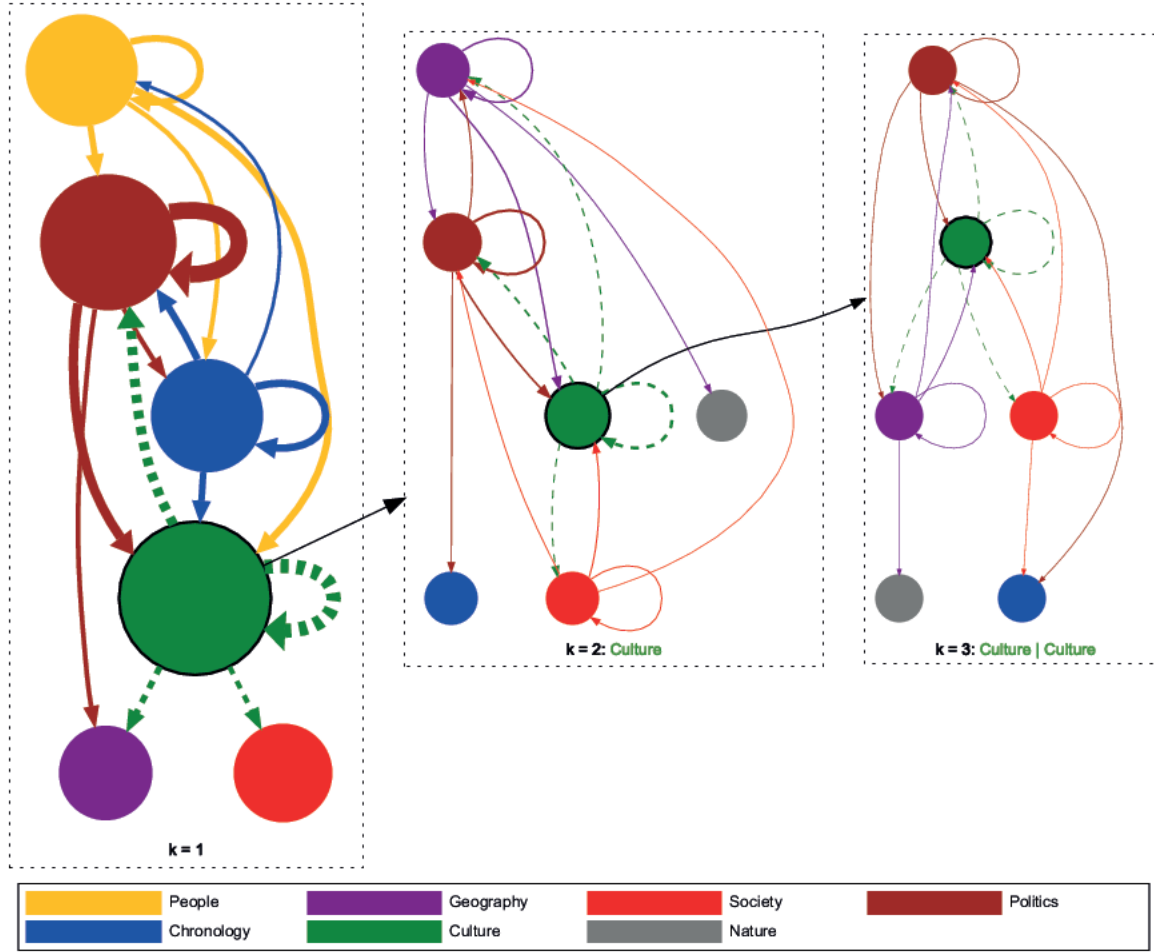 k = 1
k = 2: Culture
k = 3: Culture | Culture
People Geography Society Politics
Chronology Culture Nature